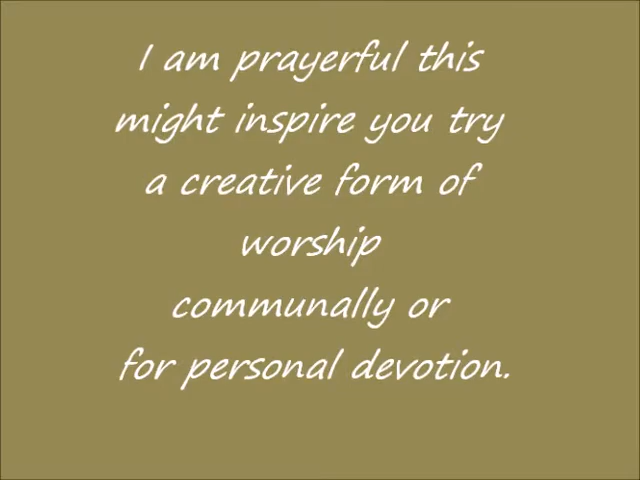 I am prayerful this
might inspire you try
a creative form of
worship
communally or
for personal devotion.